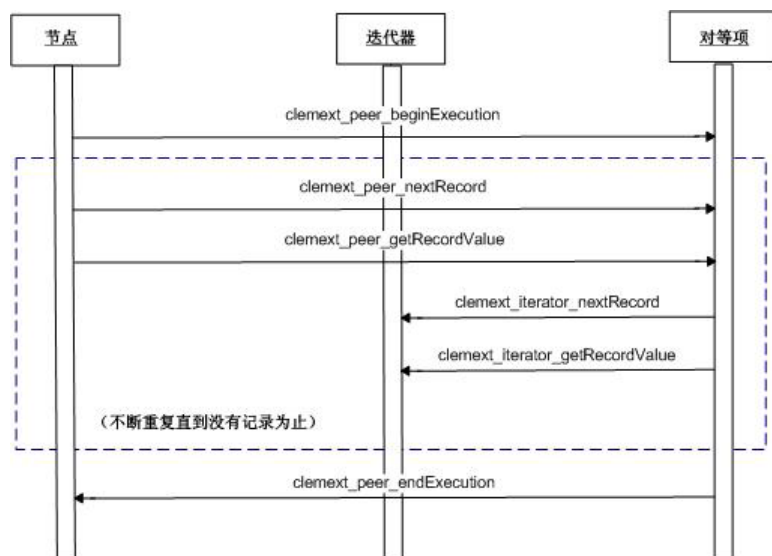 节点
迭代器
对等项
clemext_peer_beginExecution
clemext_peer_nextRecord
clemext_peer_getRecordValue
clemext_iterator_nextRecord
clemext_iterator_getRecordValue
（不断重复直到没有记录为止）
clemext_peer_endExecution